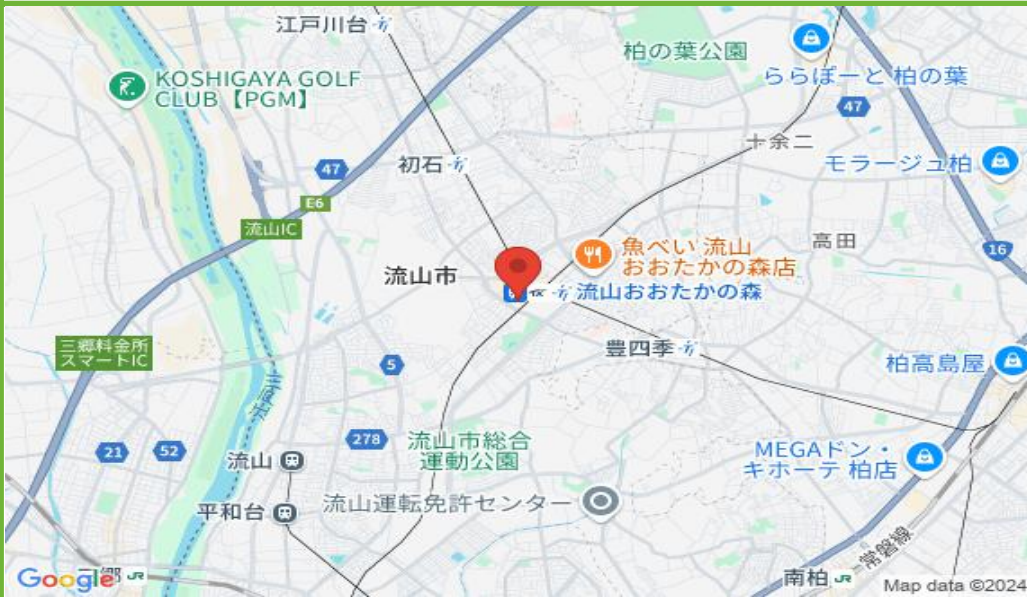 江戸川台
柏の葉公園
ららぽーと 柏の葉
KOSHIGAYA GOLF
CLUB【PGM】
47
十余二
47
初石
モラージュ柏
E6
流山IC
高田
16
魚べい 流山
おおたかの森店
流山市
流山おおたかの森
三郷料金所
スマートIC
豊四季
5
柏高島屋
278
流山市総合
運動公園
21
52
流山
MEGAドン・
キホーテ 柏店
流山運転免許センター
平和台
常磐線
Google
JR
南柏
JR
Map data ©2024